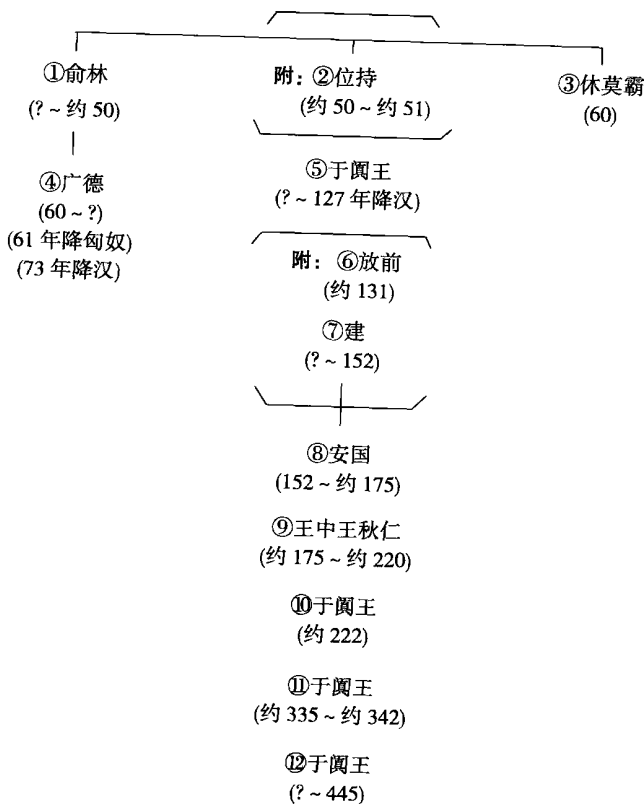 ①俞林
(?~约 50)
附: ②位持
(约 50~约 51)
③休莫霸
(60)
④广德
(60~?)
(61 年降匈奴)
(73 年降汉)
⑤于阗王
(?~127 年降汉)
附: ⑥放前
(约 131)
⑦建
(?~152)
⑧安国
(152~约 175)
⑨王中王秋仁
(约 175~约 220)
⑩于阗王
(约 222)
⑪于阗王
(约 335~约 342)
⑫于阗王
(?~445)